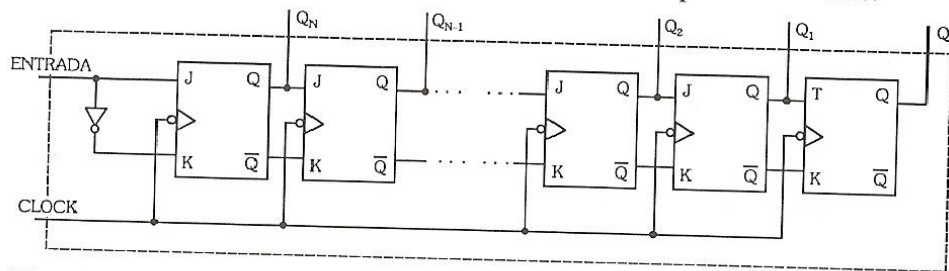 Q_N Q_N-1 Q_2 Q_1 Q
ENTRADA
J Q J Q J Q J Q T Q
K Q̅ K Q̅ K Q̅ K Q̅ K Q̅
CLOCK